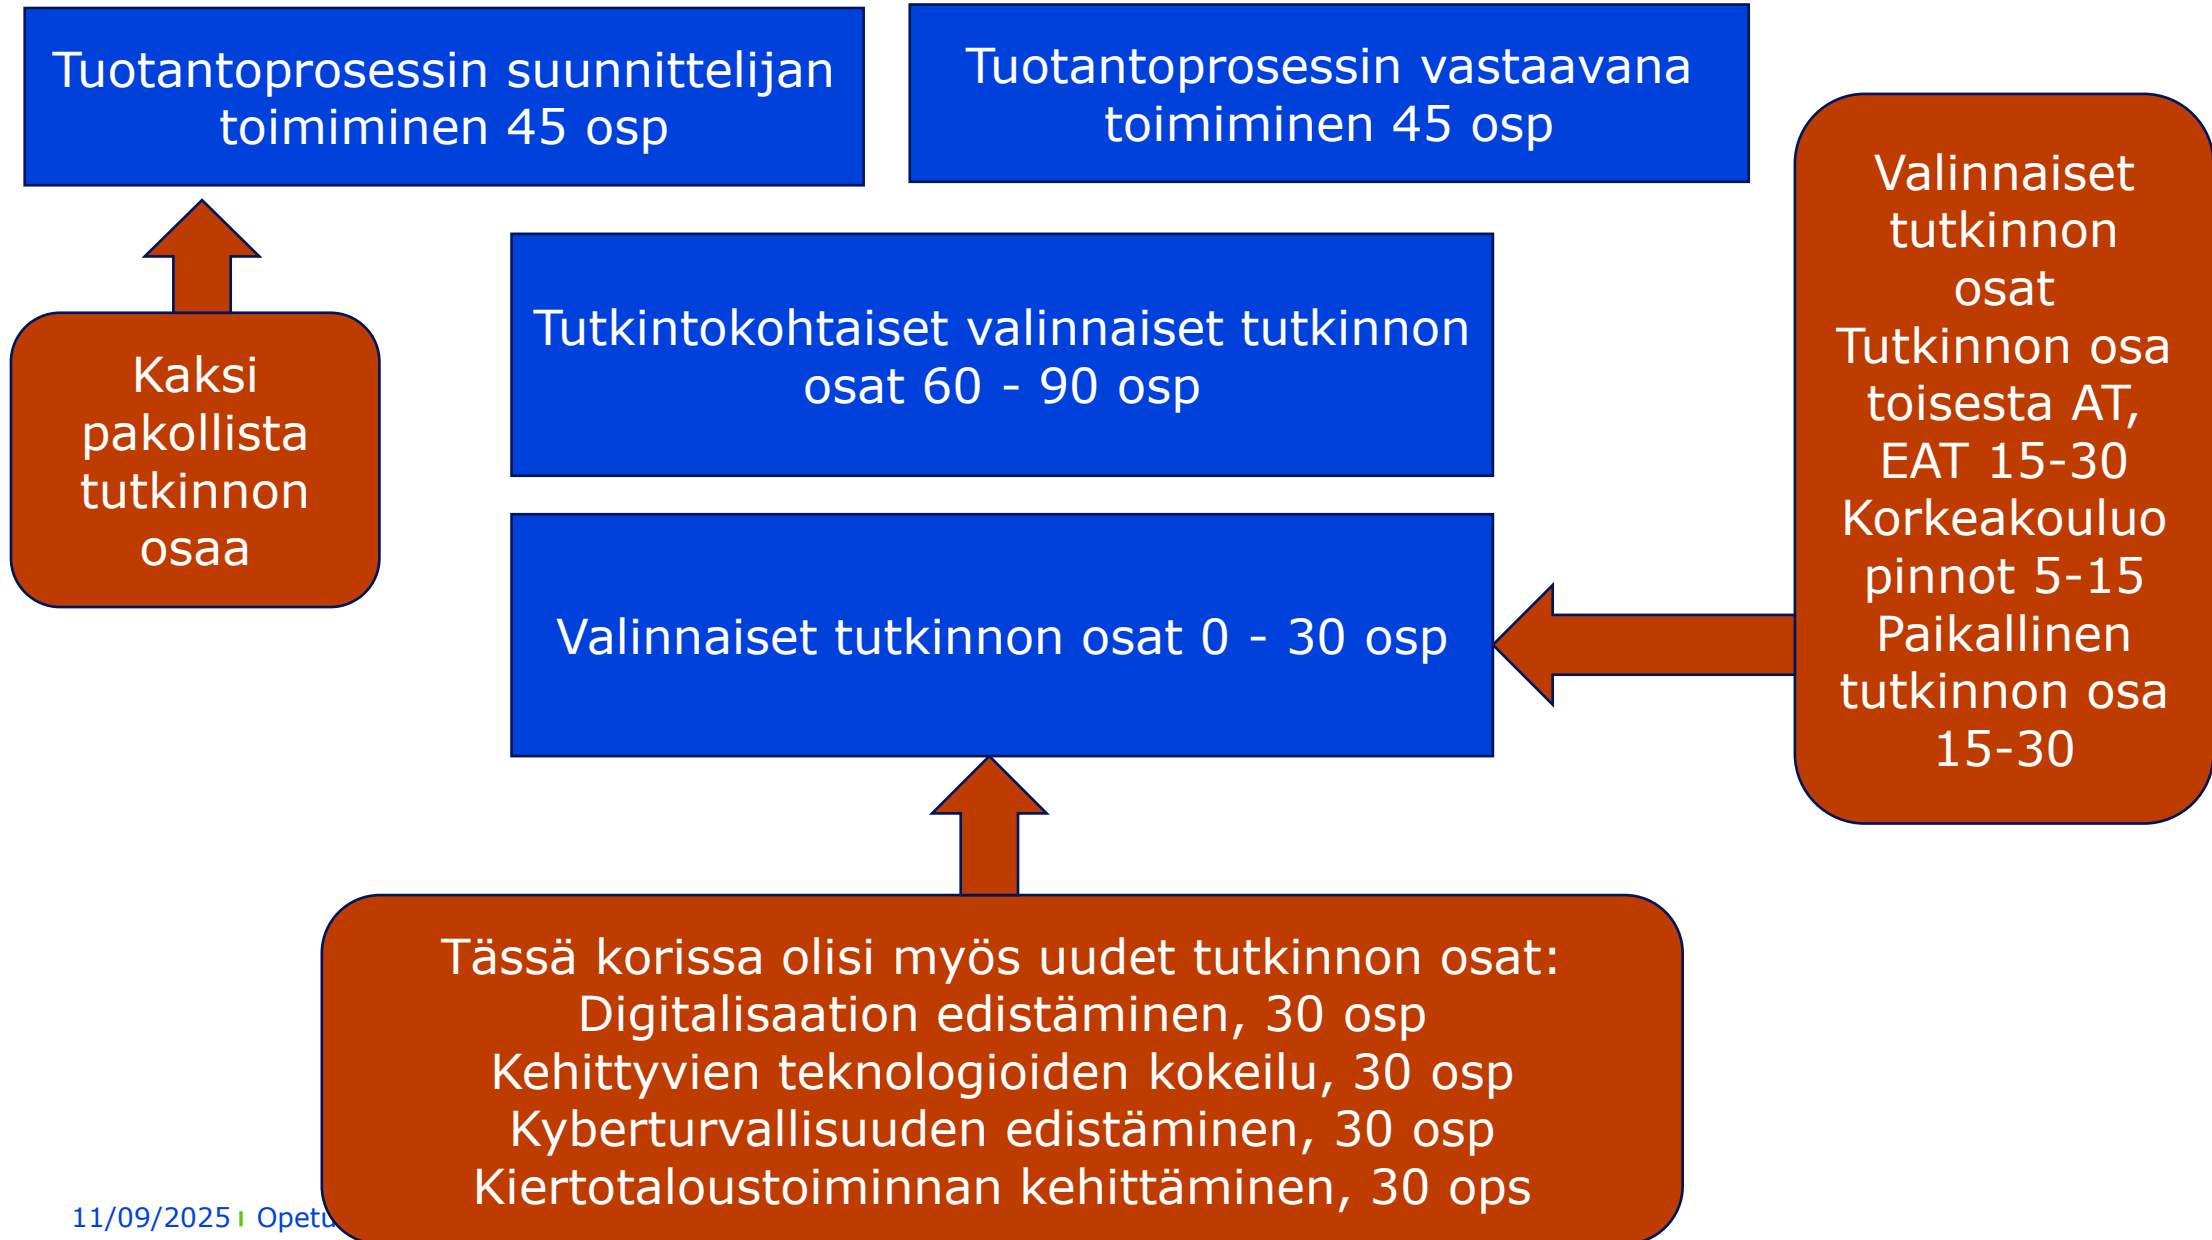 Tuotantoprosessin suunnittelijan
toimiminen 45 osp
Tuotantoprosessin vastaavana
toimiminen 45 osp
Valinnaiset
tutkinnon
osat
Tutkinnon osa
toisesta AT,
EAT 15-30
Korkeakouluo
pinnot 5-15
Paikallinen
tutkinnon osa
15-30
Kaksi
pakollista
tutkinnon
osaa
Tutkintokohtaiset valinnaiset tutkinnon
osat 60 - 90 osp
Valinnaiset tutkinnon osat 0 - 30 osp
Tässä korissa olisi myös uudet tutkinnon osat:
Digitalisaation edistäminen, 30 osp
Kehittyvien teknologioiden kokeilu, 30 osp
Kyberturvallisuuden edistäminen, 30 osp
Kiertotaloustoiminnan kehittäminen, 30 ops
11/09/2025